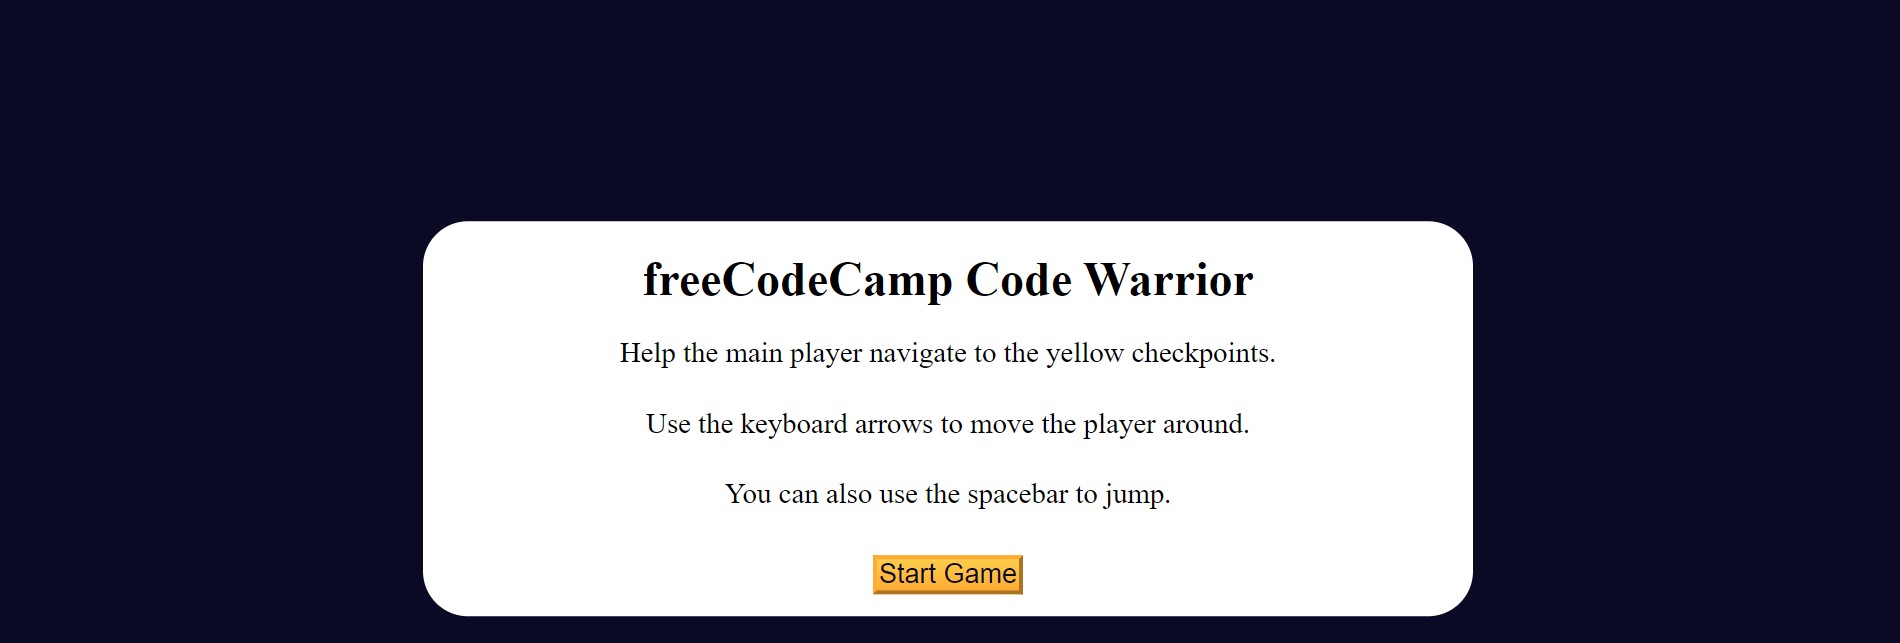 freeCodeCamp Code Warrior
Help the main player navigate to the yellow checkpoints.
Use the keyboard arrows to move the player around.
You can also use the spacebar to jump.
Start Game